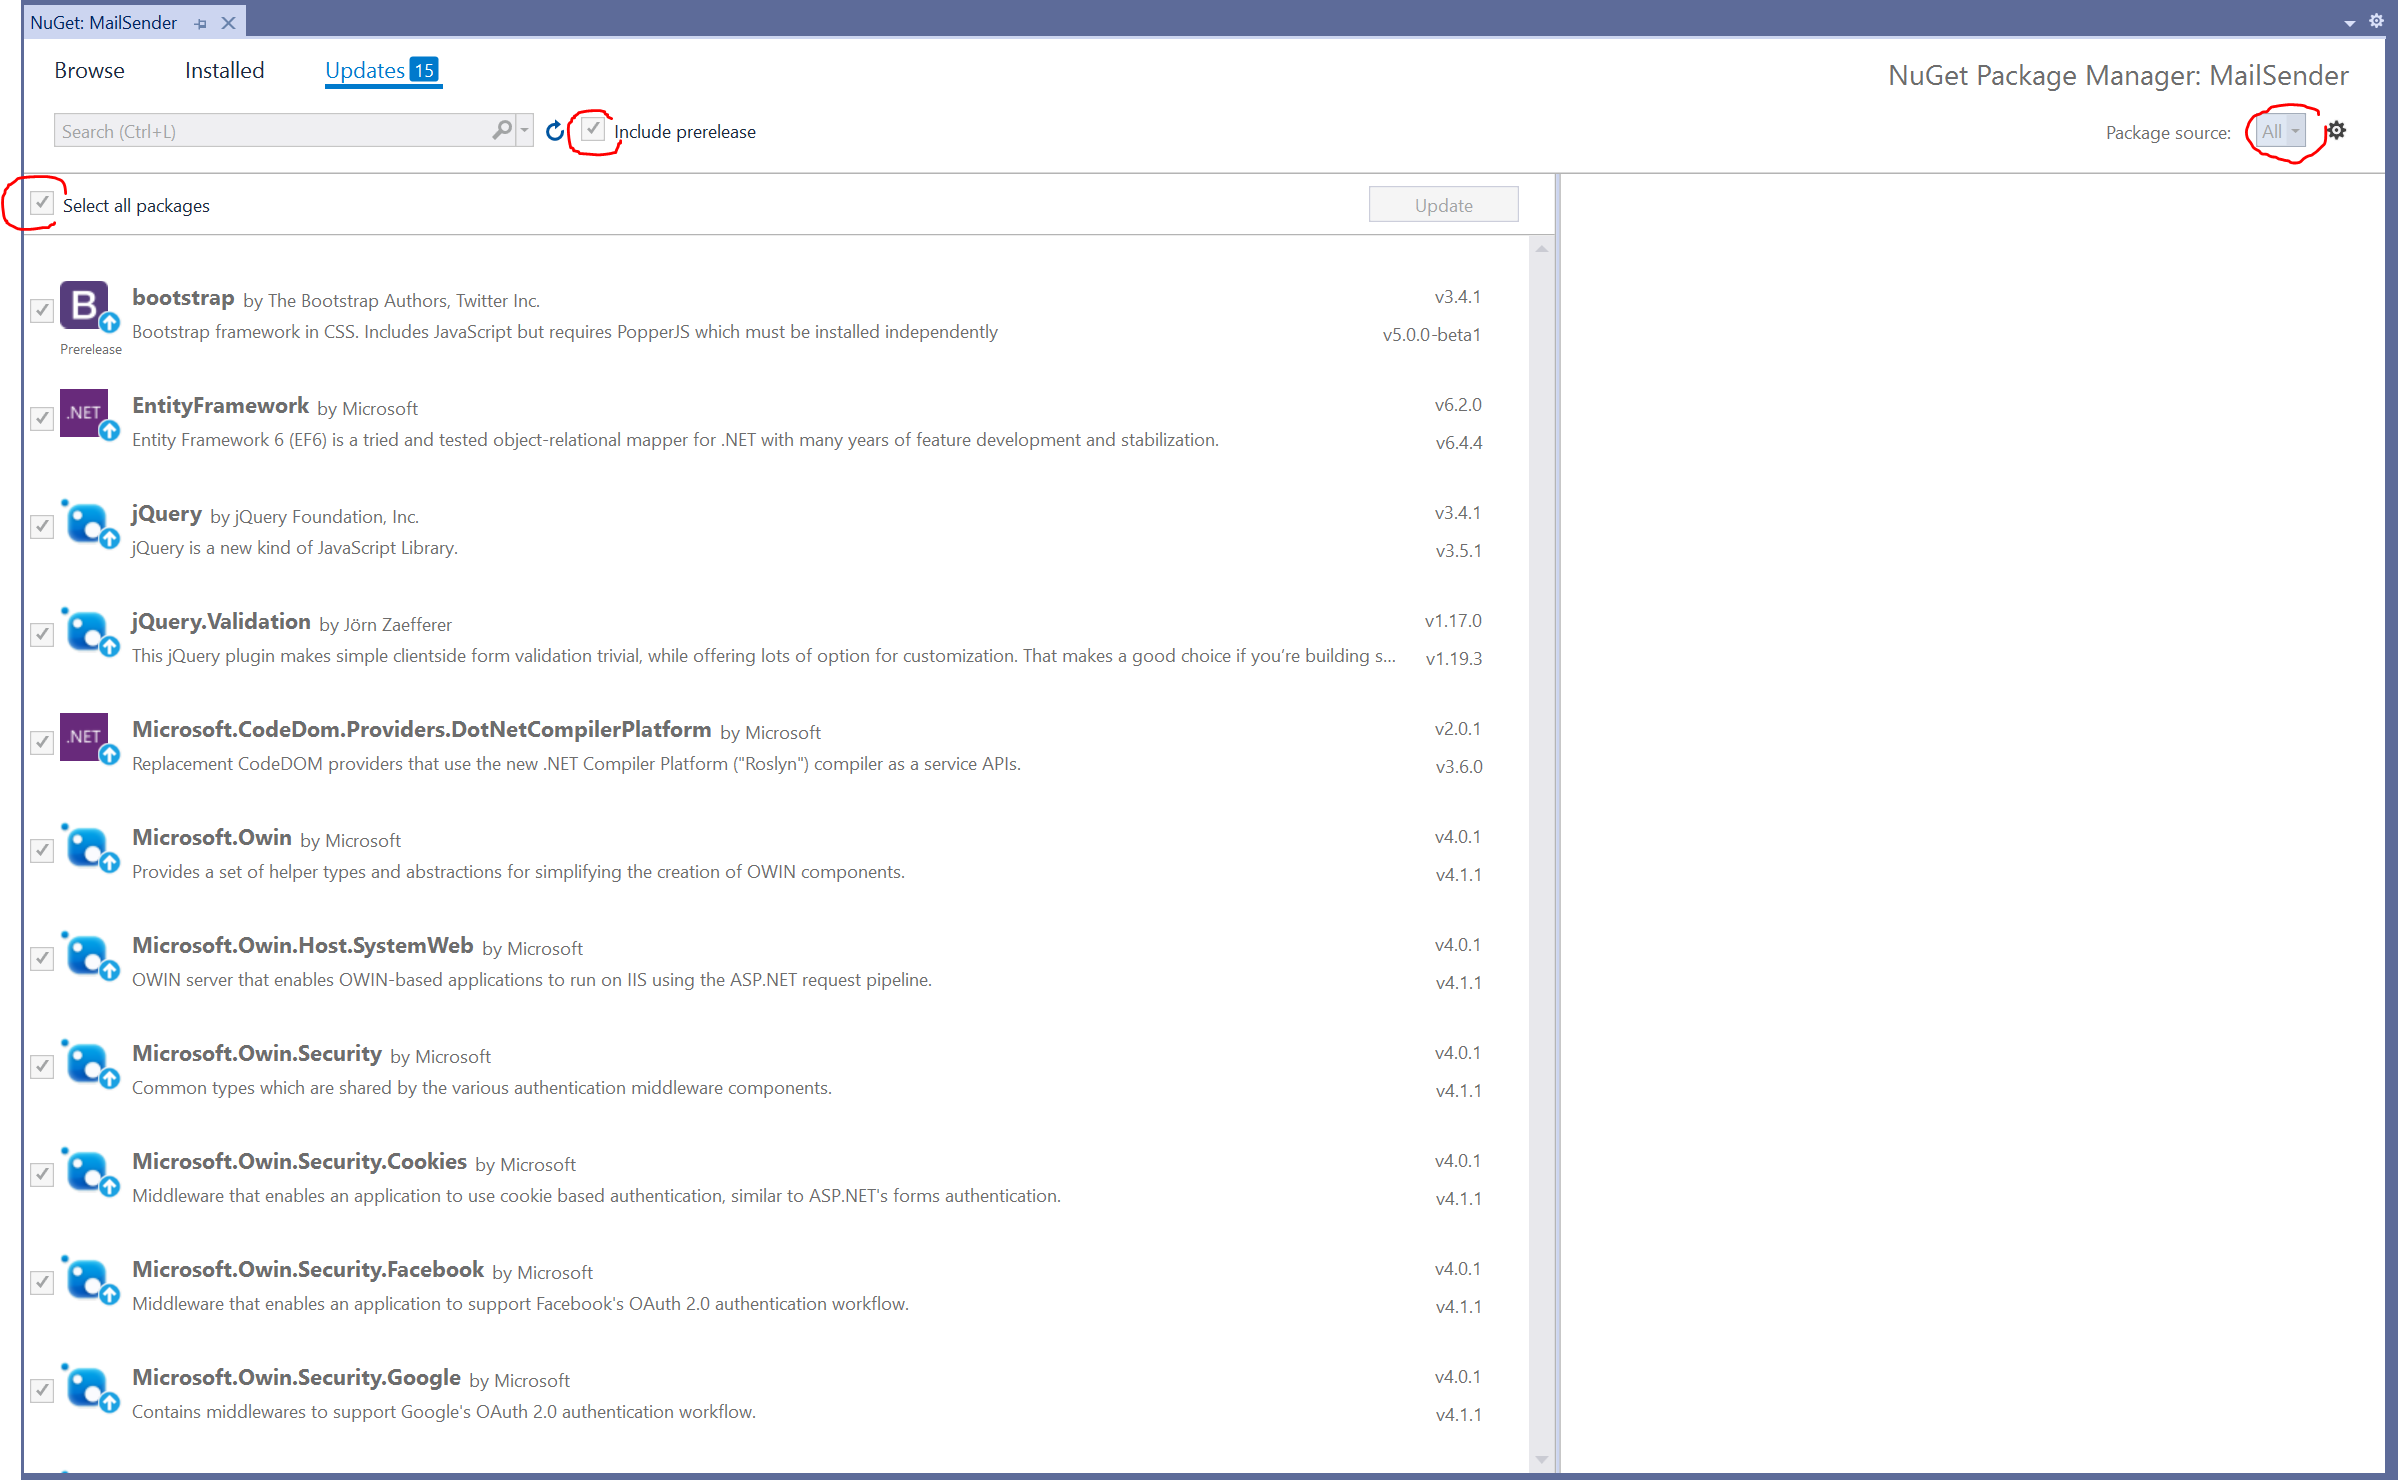 NuGet: MailSender
Browse Installed Updates 15
NuGet Package Manager: MailSender
Search (Ctrl+L) Include prerelease
Package source: All
Select all packages
Update
B
bootstrap by The Bootstrap Authors, Twitter Inc. v3.4.1
Bootstrap framework in CSS. Includes JavaScript but requires PopperJS which must be installed independently v5.0.0-beta1
Prerelease
.NET
EntityFramework by Microsoft v6.2.0
Entity Framework 6 (EF6) is a tried and tested object-relational mapper for .NET with many years of feature development and stabilization. v6.4.4
jQuery by jQuery Foundation, Inc. v3.4.1
jQuery is a new kind of JavaScript Library. v3.5.1
jQuery.Validation by Jörn Zaefferer v1.17.0
This jQuery plugin makes simple clientside form validation trivial, while offering lots of option for customization. That makes a good choice if you’re building s... v1.19.3
.NET
Microsoft.CodeDom.Providers.DotNetCompilerPlatform by Microsoft v2.0.1
Replacement CodeDOM providers that use the new .NET Compiler Platform ("Roslyn") compiler as a service APIs. v3.6.0
Microsoft.Owin by Microsoft v4.0.1
Provides a set of helper types and abstractions for simplifying the creation of OWIN components. v4.1.1
Microsoft.Owin.Host.SystemWeb by Microsoft v4.0.1
OWIN server that enables OWIN-based applications to run on IIS using the ASP.NET request pipeline. v4.1.1
Microsoft.Owin.Security by Microsoft v4.0.1
Common types which are shared by the various authentication middleware components. v4.1.1
Microsoft.Owin.Security.Cookies by Microsoft v4.0.1
Middleware that enables an application to use cookie based authentication, similar to ASP.NET's forms authentication. v4.1.1
Microsoft.Owin.Security.Facebook by Microsoft v4.0.1
Middleware that enables an application to support Facebook's OAuth 2.0 authentication workflow. v4.1.1
Microsoft.Owin.Security.Google by Microsoft v4.0.1
Contains middlewares to support Google's OAuth 2.0 authentication workflow. v4.1.1